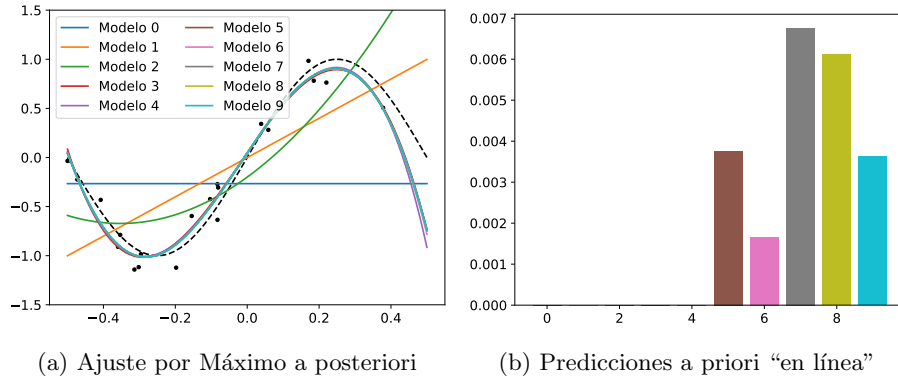 1.5
1.0
0.5
0.0
−0.5
−1.0
−1.5
−0.4 −0.2 0.0 0.2 0.4
Modelo 0 Modelo 5
Modelo 1 Modelo 6
Modelo 2 Modelo 7
Modelo 3 Modelo 8
Modelo 4 Modelo 9
(a) Ajuste por Máximo a posteriori
0.007
0.006
0.005
0.004
0.003
0.002
0.001
0.000
0 2 4 6 8
(b) Predicciones a priori “en línea”